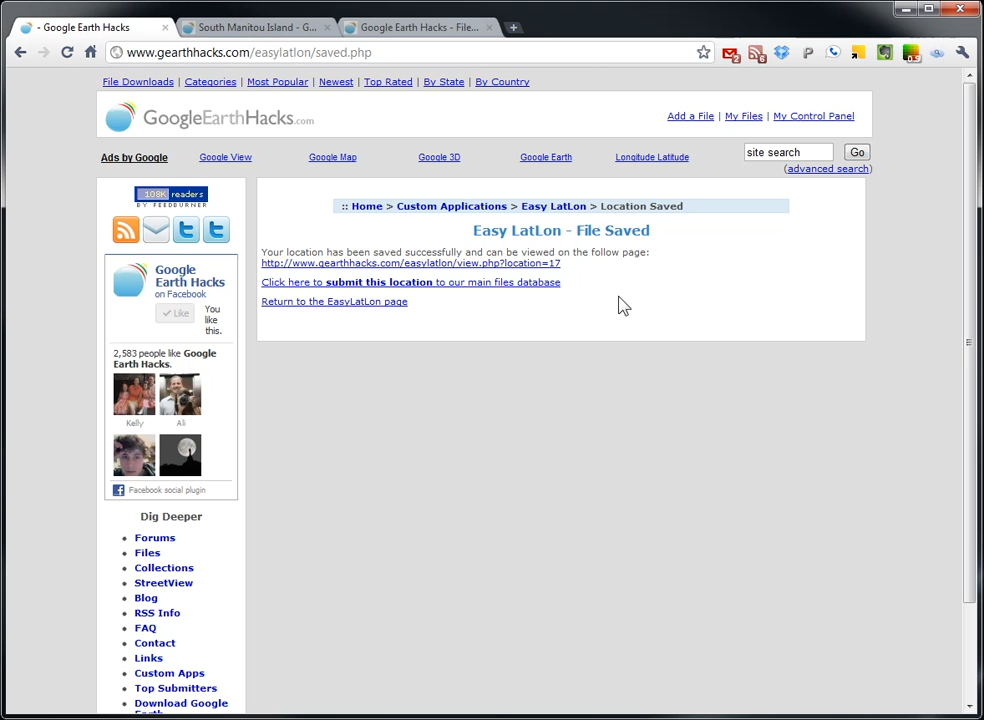 - Google Earth Hacks
South Manitou Island - G...
Google Earth Hacks - File...
www.gearthhacks.com/easylatlon/saved.php
2
6
P
0.9
File Downloads | Categories | Most Popular | Newest | Top Rated | By State | By Country
GoogleEarthHacks.com
Add a File | My Files | My Control Panel
Ads by Google Google View Google Map Google 3D Google Earth Longitude Latitude
site search Go
(advanced search)
108K readers
BY FEEDBURNER
:: Home > Custom Applications > Easy LatLon > Location Saved
Easy LatLon - File Saved
Your location has been saved successfully and can be viewed on the follow page:
http://www.gearthhacks.com/easylatlon/view.php?location=17
Click here to submit this location to our main files database
Return to the EasyLatLon page
Google
Earth Hacks
on Facebook
Like
You
like
this.
2,583 people like Google
Earth Hacks.
Kelly Ali
Facebook social plugin
Dig Deeper
Forums
Files
Collections
StreetView
Blog
RSS Info
FAQ
Contact
Links
Custom Apps
Top Submitters
Download Google
Earth